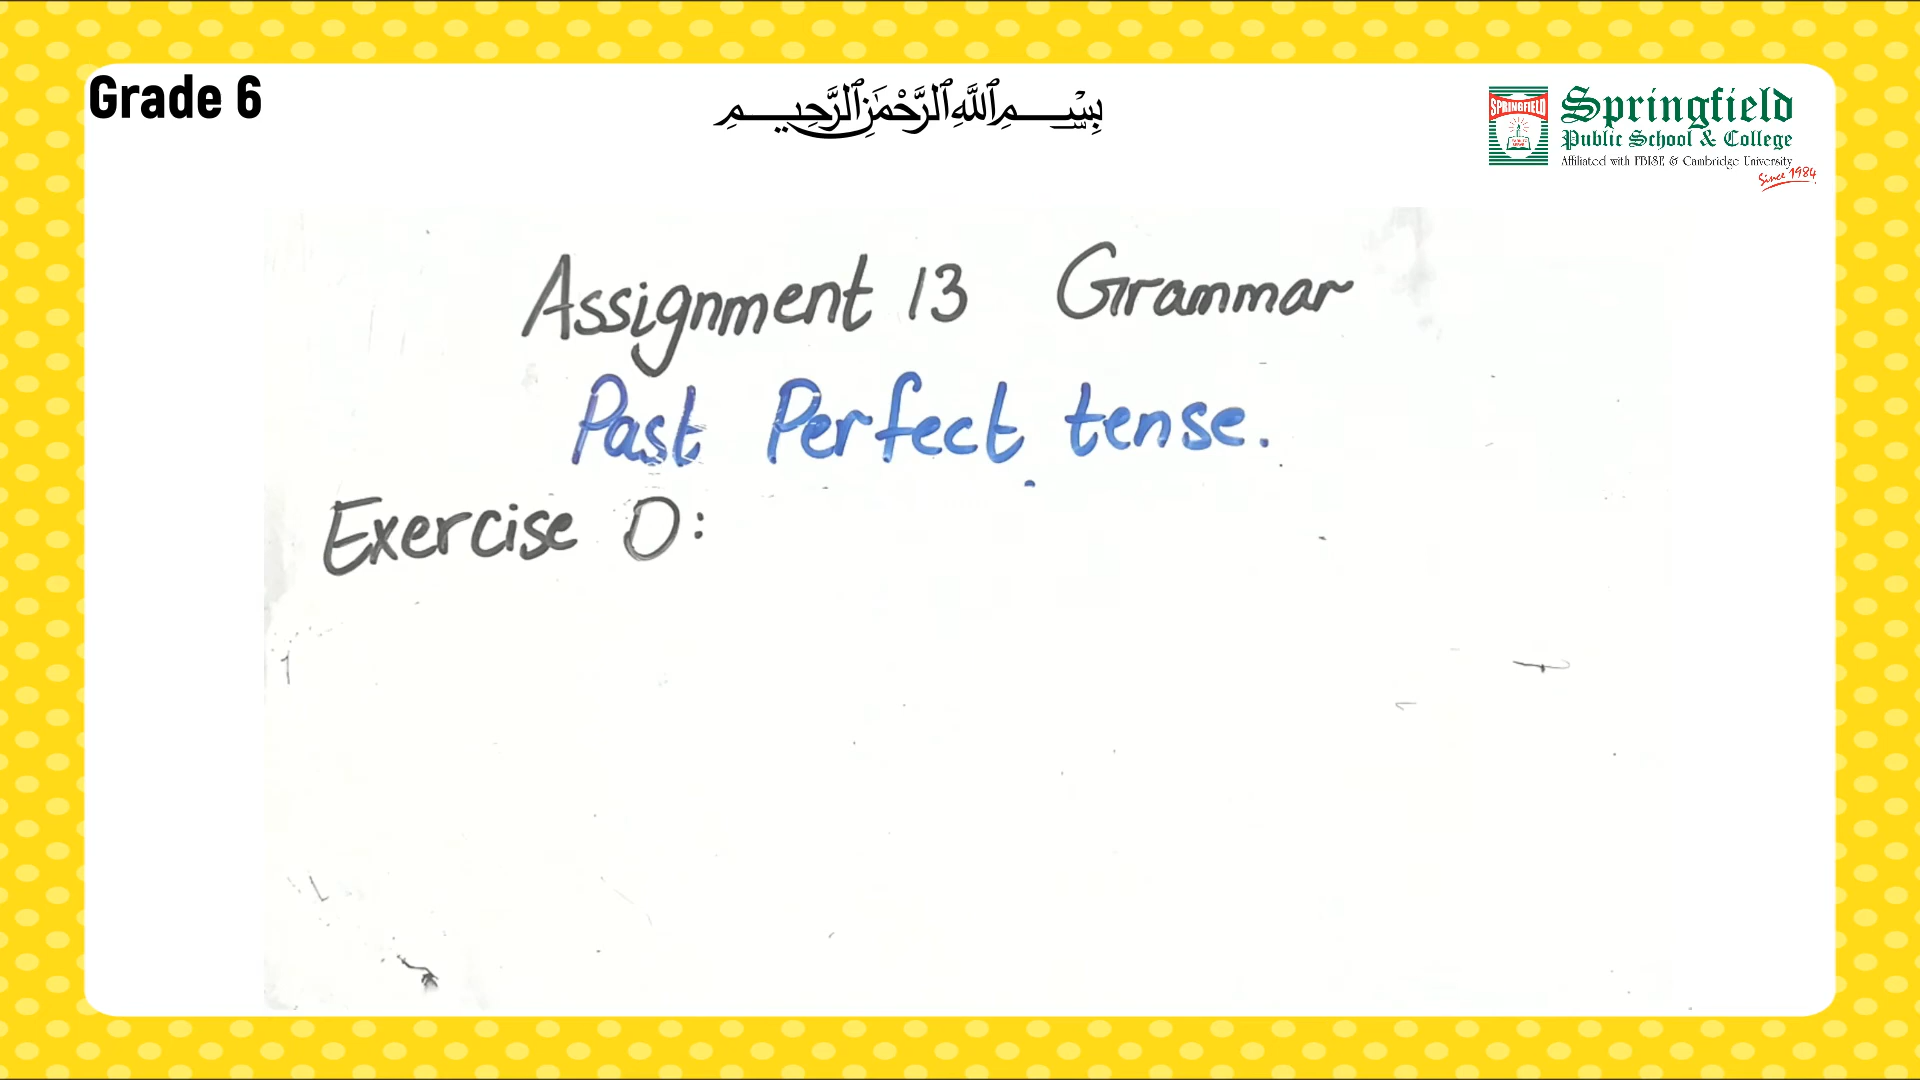 Grade 6
بِسْمِ ٱللَّهِ ٱلرَّحْمَٰنِ ٱلرَّحِيمِ
SPRINGFIELD
Springfield
Public School & College
Affiliated with FBISE & Cambridge University
Since 1984
Assignment 13 Grammar
Past Perfect tense.
Exercise D: